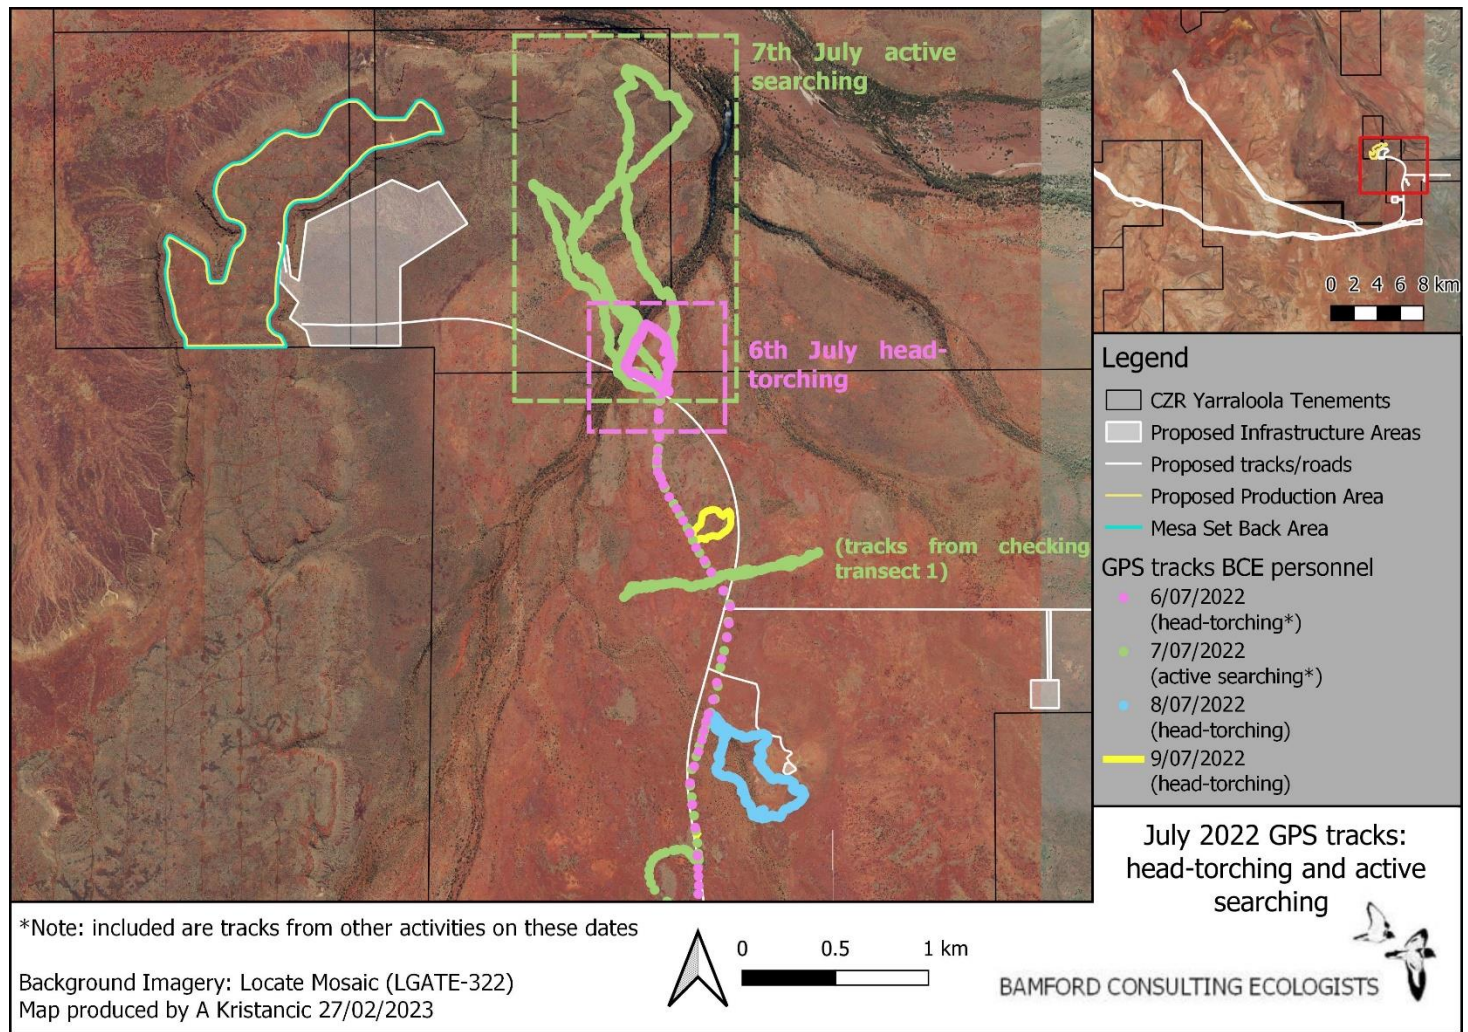 7th July active
searching
6th July head-
torching
(tracks from checking
transect 1)
0 2 4 6 8 km
Legend
CZR Yarraloola Tenements
Proposed Infrastructure Areas
Proposed tracks/roads
Proposed Production Area
Mesa Set Back Area
GPS tracks BCE personnel
6/07/2022
(head-torching*)
7/07/2022
(active searching*)
8/07/2022
(head-torching)
9/07/2022
(head-torching)
July 2022 GPS tracks:
head-torching and active
searching
*Note: included are tracks from other activities on these dates
Background Imagery: Locate Mosaic (LGATE-322)
Map produced by A Kristancic 27/02/2023
0 0.5 1 km
BAMFORD CONSULTING ECOLOGISTS